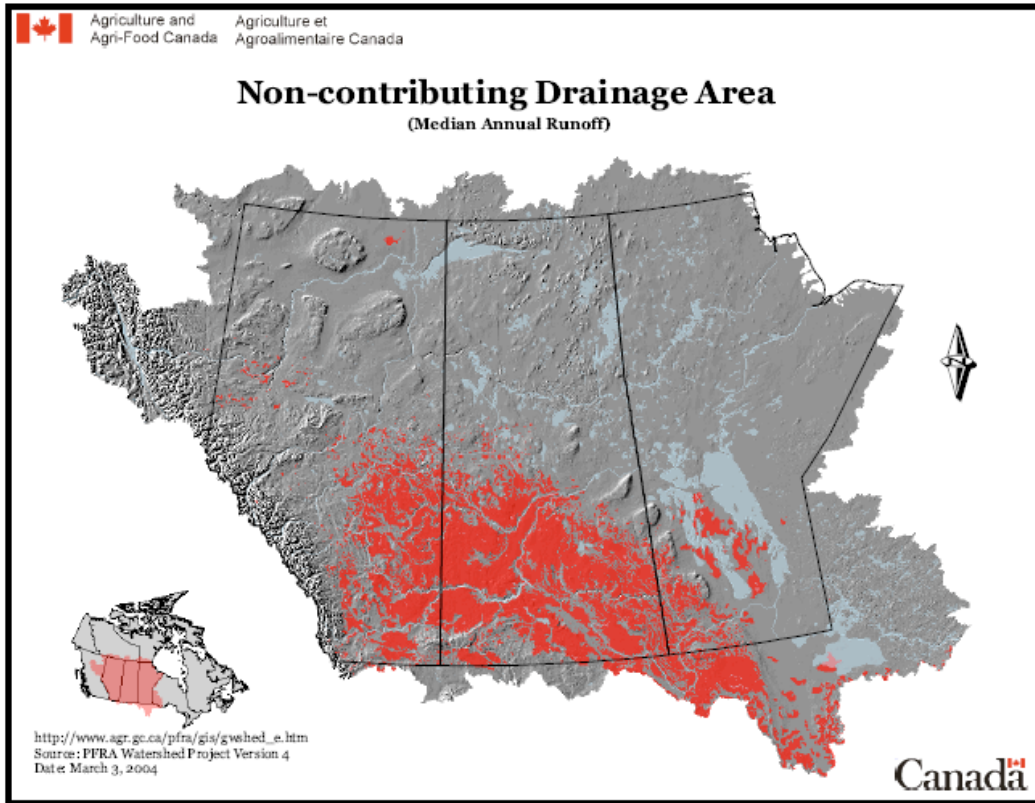 Agriculture and Agriculture et
Agri-Food Canada Agroalimentaire Canada
Non-contributing Drainage Area
(Median Annual Runoff)
http://www.agr.gc.ca/pfra/gis/gwshed_e.htm
Source: PFRA Watershed Project Version 4
Date: March 3, 2004
Canada